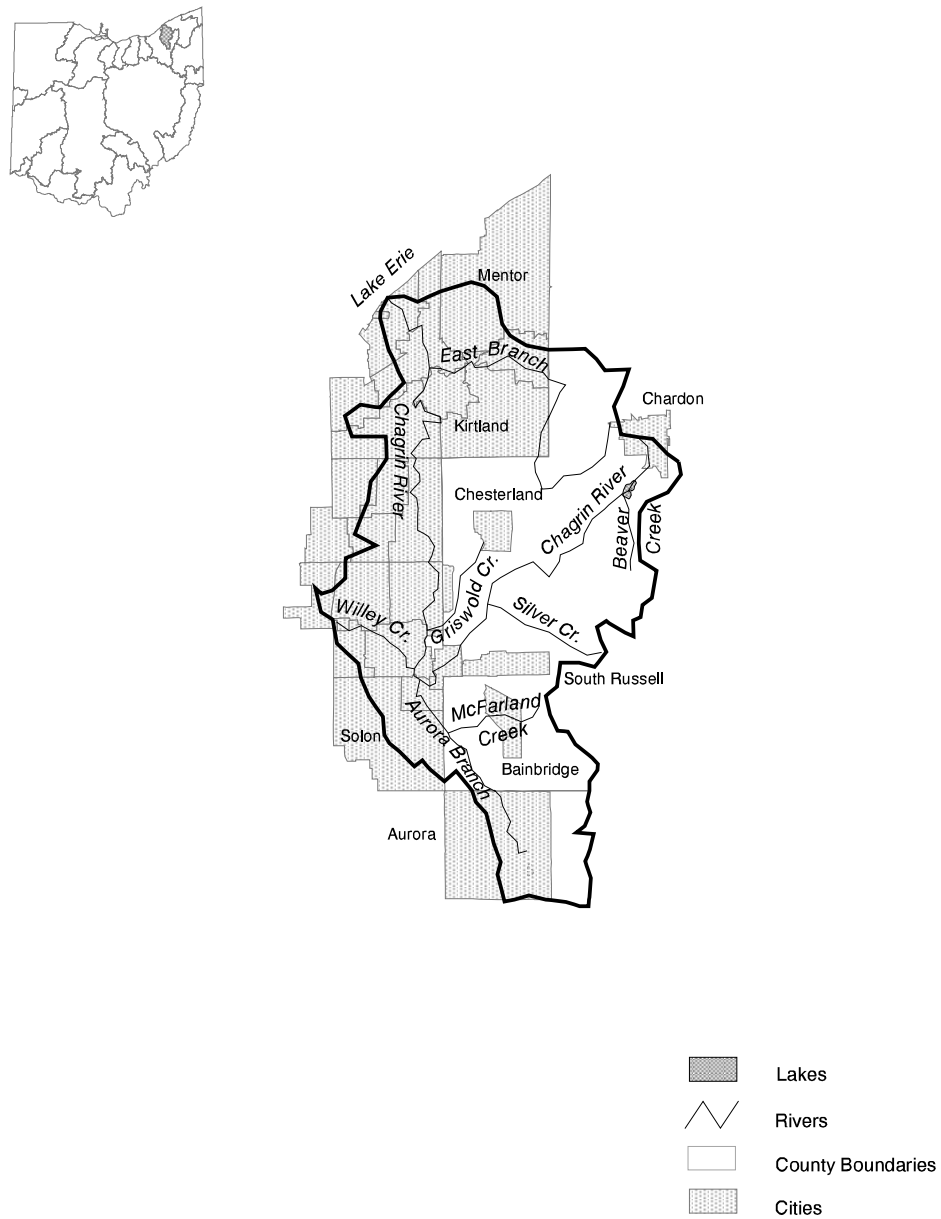 Lake Erie
Mentor
East Branch
Chardon
Chagrin River
Kirtland
Chesterland
Chagrin River
Beaver
Creek
Griswold Cr.
Willey Cr.
Silver Cr.
South Russell
McFarland
Creek
Aurora Branch
Solon
Bainbridge
Aurora
Lakes
Rivers
County Boundaries
Cities